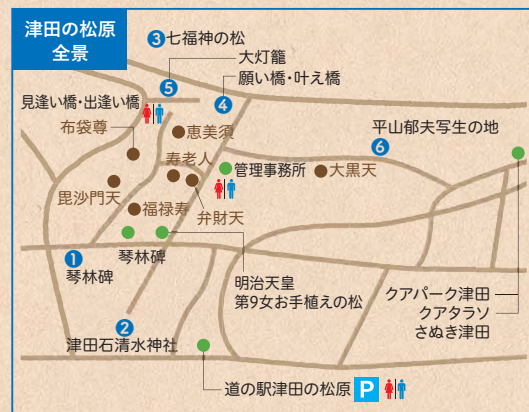 津田の松原
全景
③七福神の松
大灯籠
⑤
④
願い橋・叶え橋
見逢い橋・出逢い橋
布袋尊
恵美須
平山郁夫写生の地
⑥
寿老人
管理事務所
大黒天
毘沙門天
福禄寿
弁財天
①
琴林碑
琴林碑
明治天皇
第9女お手植えの松
②
津田石清水神社
クアパーク津田
クアタラソ
さぬき津田
道の駅津田の松原 P